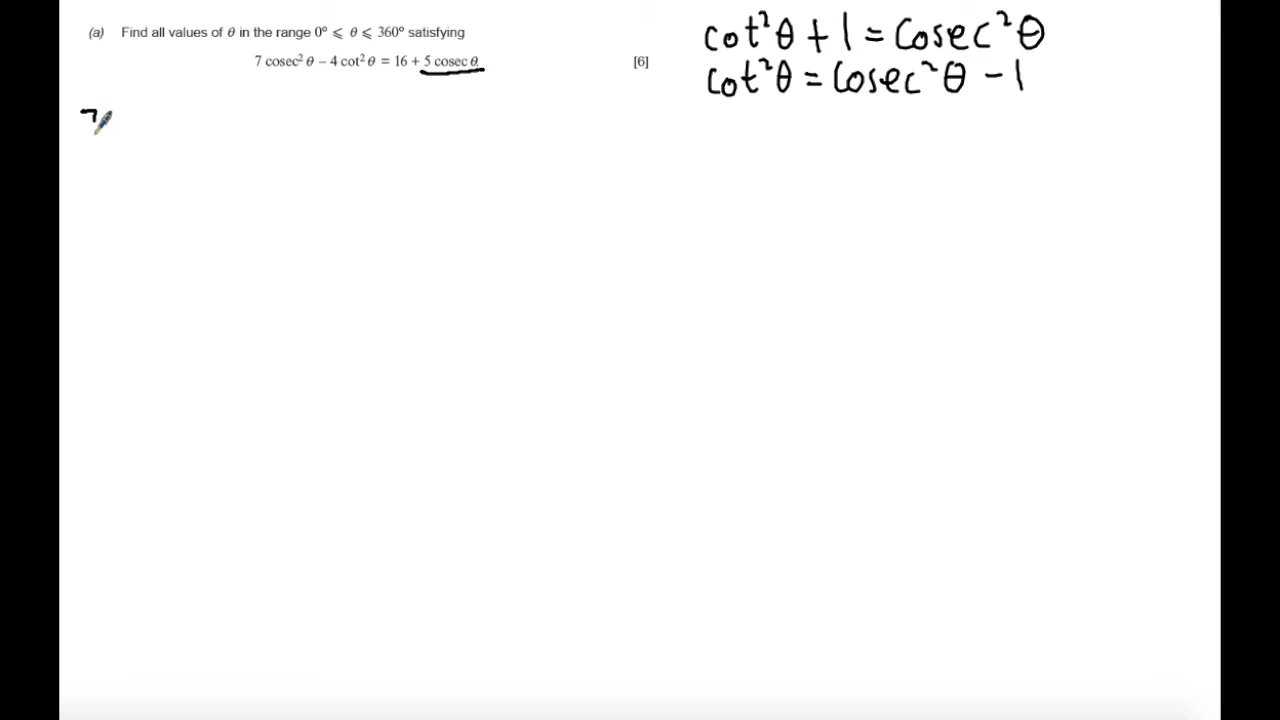 (a) Find all values of θ in the range 0° ⩽ θ ⩽ 360° satisfying
7 cosec² θ − 4 cot² θ = 16 + 5 cosec θ. [6]
cot²θ + 1 = Cosec²θ
cot²θ = Cosec²θ − 1
7